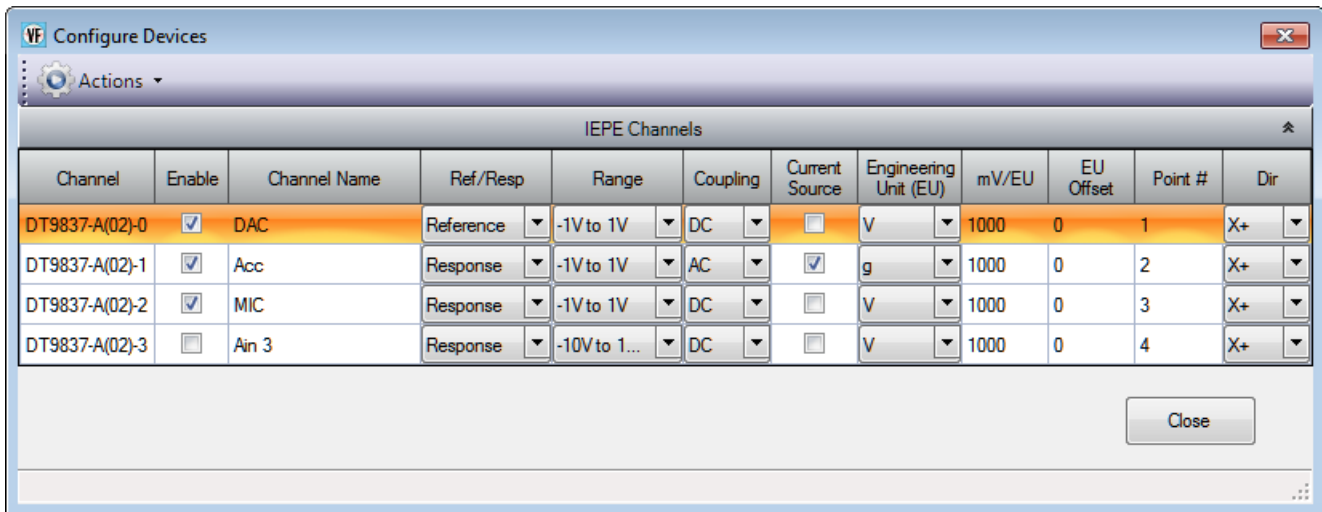 VF Configure Devices
Actions
IEPE Channels
Channel Enable Channel Name Ref/Resp Range Coupling Current Source Engineering Unit (EU) mV/EU EU Offset Point # Dir
DT9837-A(02)-0 DAC Reference -1V to 1V DC V 1000 0 1 X+
DT9837-A(02)-1 Acc Response -1V to 1V AC g 1000 0 2 X+
DT9837-A(02)-2 MIC Response -1V to 1V DC V 1000 0 3 X+
DT9837-A(02)-3 Ain 3 Response -10V to 1... DC V 1000 0 4 X+
Close